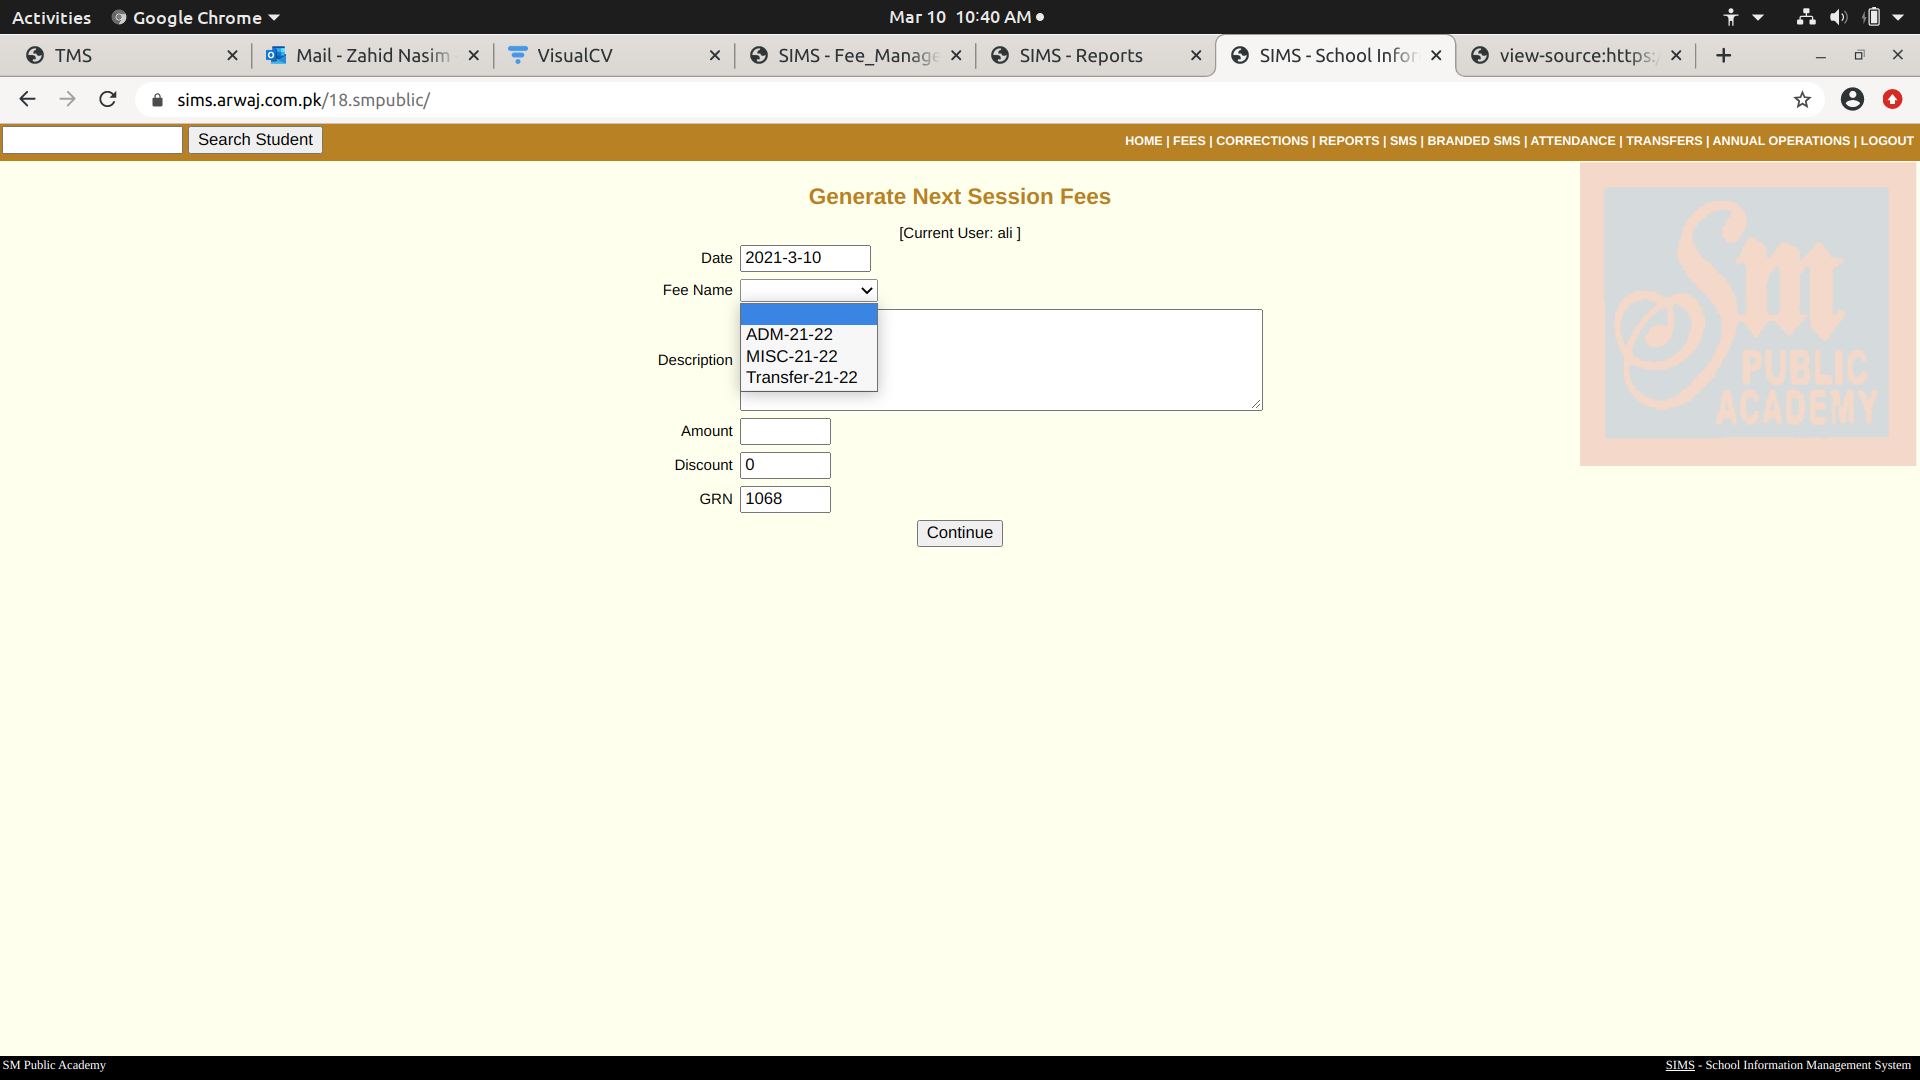 Activities Google Chrome Mar 10 10:40 AM
TMS Mail - Zahid Nasim VisualCV SIMS - Fee_Manage SIMS - Reports SIMS - School Infor view-source:https:/
sims.arwaj.com.pk/18.smpublic/
Search Student HOME | FEES | CORRECTIONS | REPORTS | SMS | BRANDED SMS | ATTENDANCE | TRANSFERS | ANNUAL OPERATIONS | LOGOUT
Generate Next Session Fees
[Current User: ali ]
Date 2021-3-10
Fee Name
ADM-21-22
MISC-21-22
Transfer-21-22
Description
Amount
Discount 0
GRN 1068
Continue
Sm
PUBLIC
ACADEMY
SM Public Academy SIMS - School Information Management System